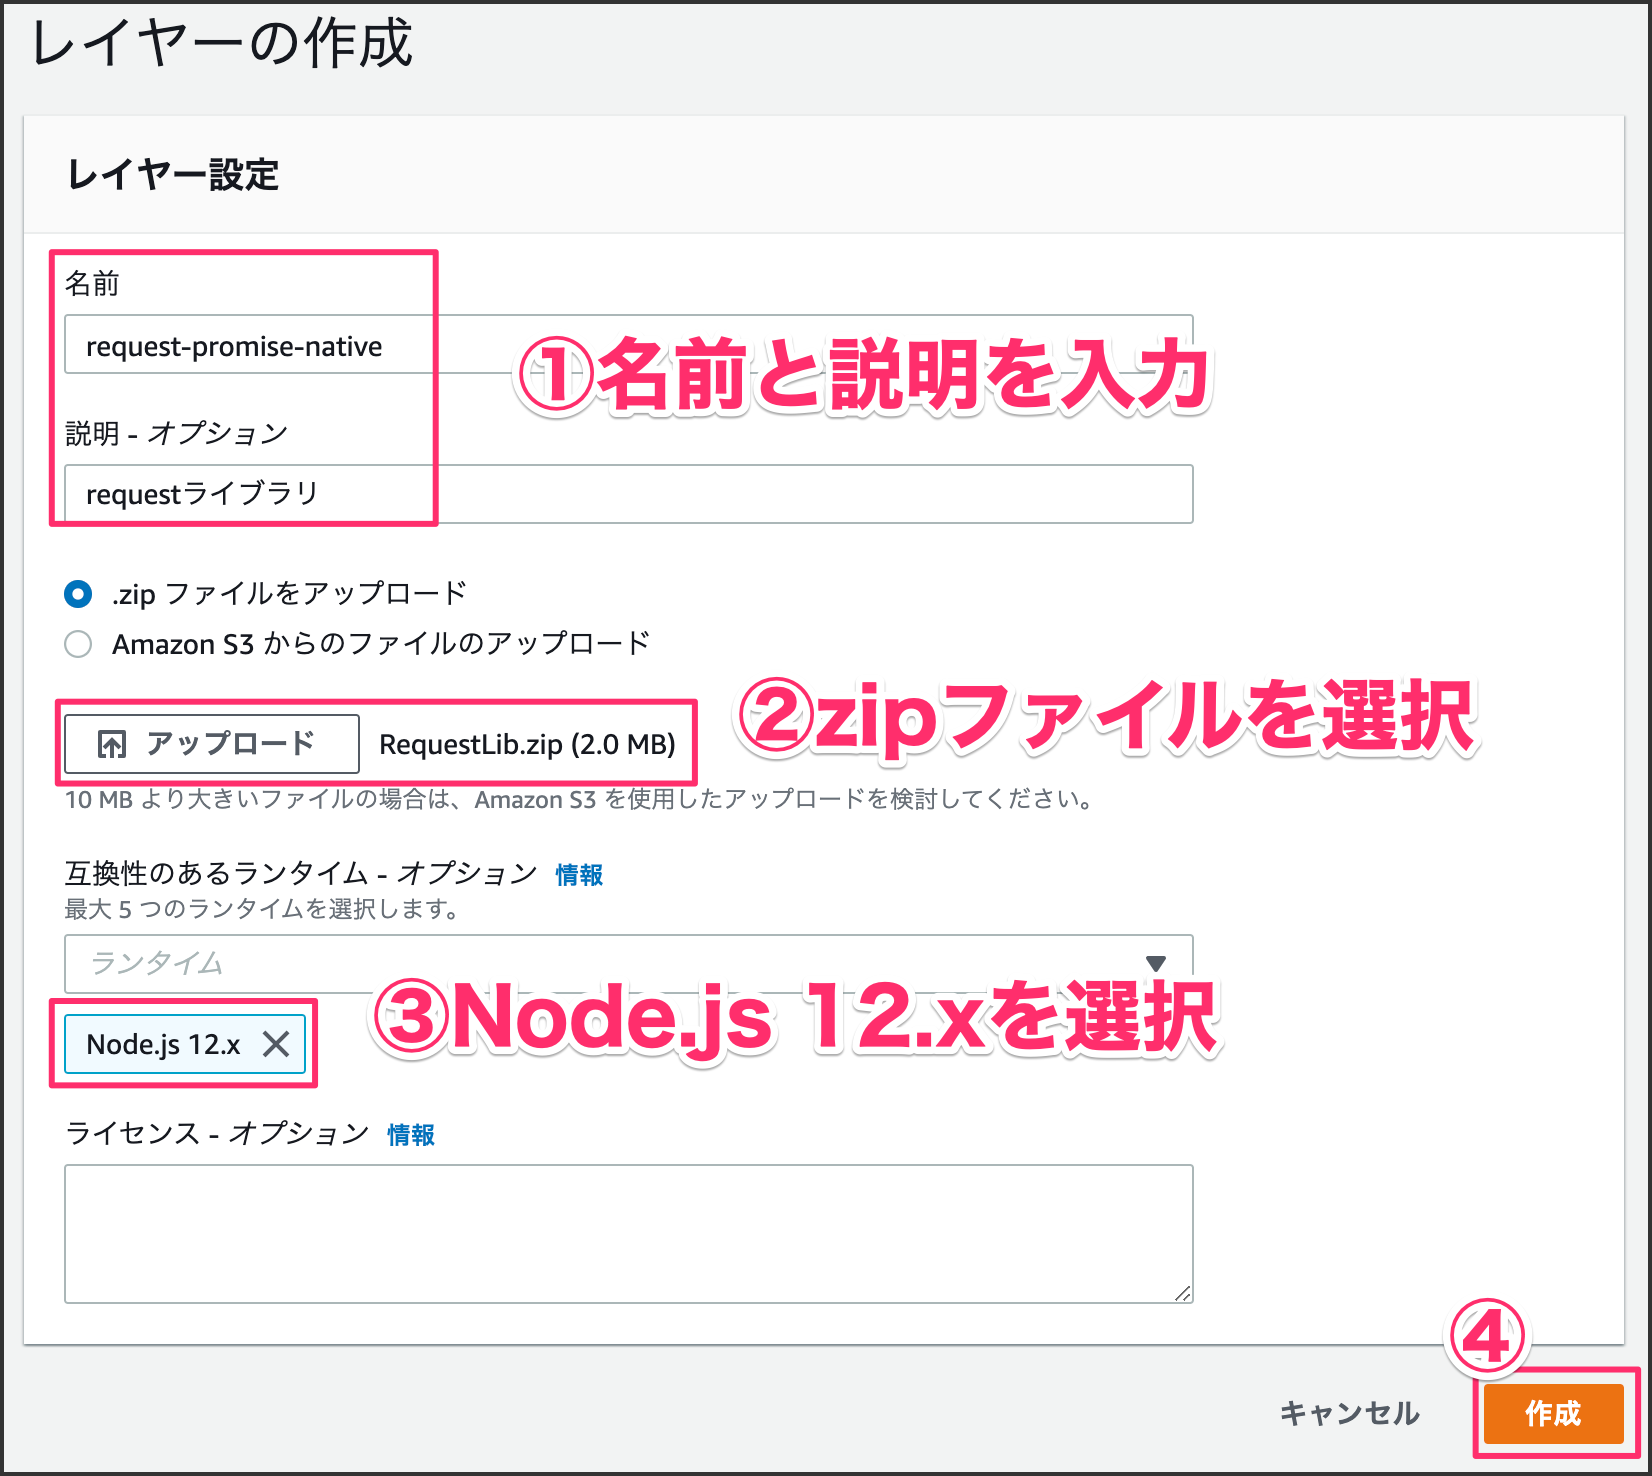 レイヤーの作成
レイヤー設定
名前
request-promise-native
①名前と説明を入力
説明 - オプション
requestライブラリ
.zip ファイルをアップロード
Amazon S3 からのファイルのアップロード
②zipファイルを選択
アップロード RequestLib.zip (2.0 MB)
10 MB より大きいファイルの場合は、Amazon S3 を使用したアップロードを検討してください。
互換性のあるランタイム - オプション 情報
最大 5 つのランタイムを選択します。
ランタイム
③Node.js 12.xを選択
Node.js 12.x
ライセンス - オプション 情報
④
キャンセル 作成